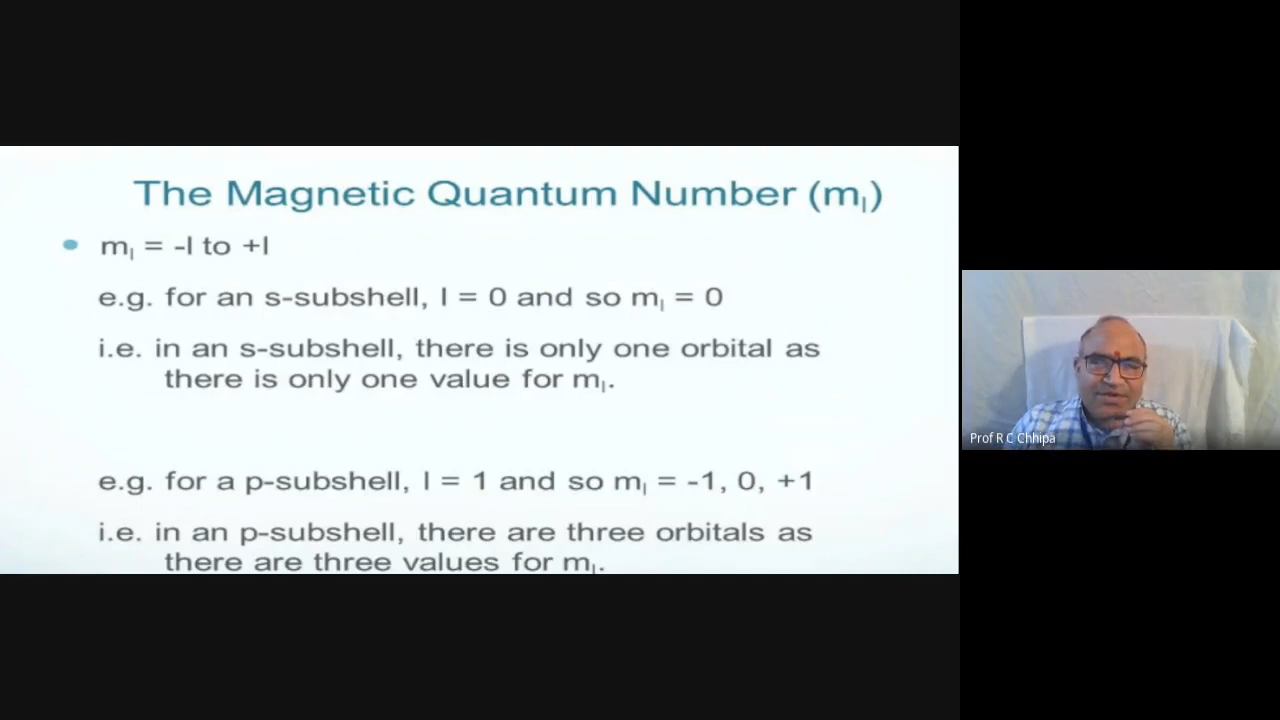 The Magnetic Quantum Number (ml)
• ml = -l to +l
e.g. for an s-subshell, l = 0 and so ml = 0
i.e. in an s-subshell, there is only one orbital as
there is only one value for ml.
e.g. for a p-subshell, l = 1 and so ml = -1, 0, +1
i.e. in an p-subshell, there are three orbitals as
there are three values for ml.
Prof R C Chhipa